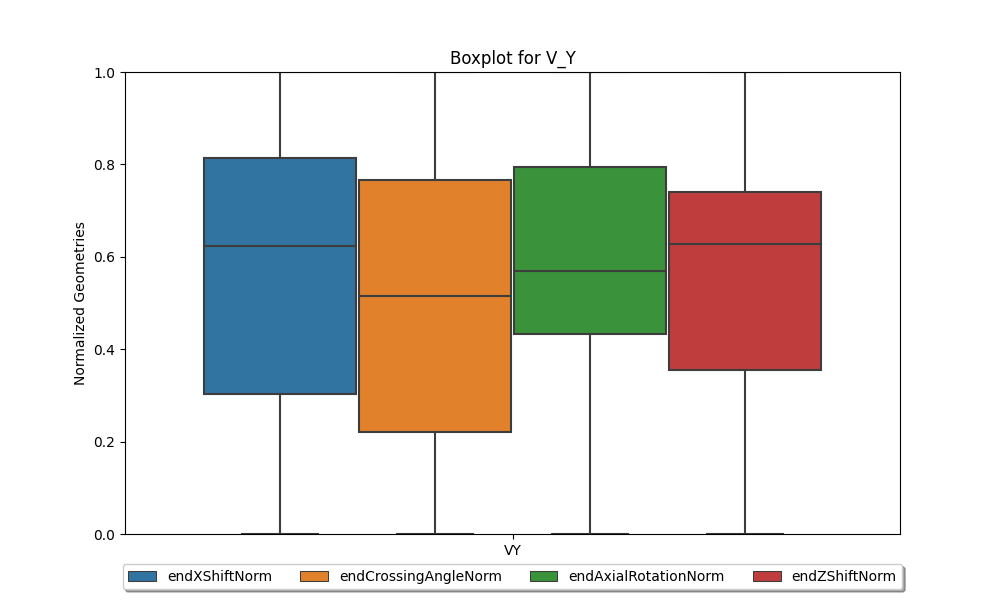 Boxplot for V_Y
1.0
0.8
0.6
0.4
0.2
0.0
Normalized Geometries
VY
endXShiftNorm endCrossingAngleNorm endAxialRotationNorm endZShiftNorm